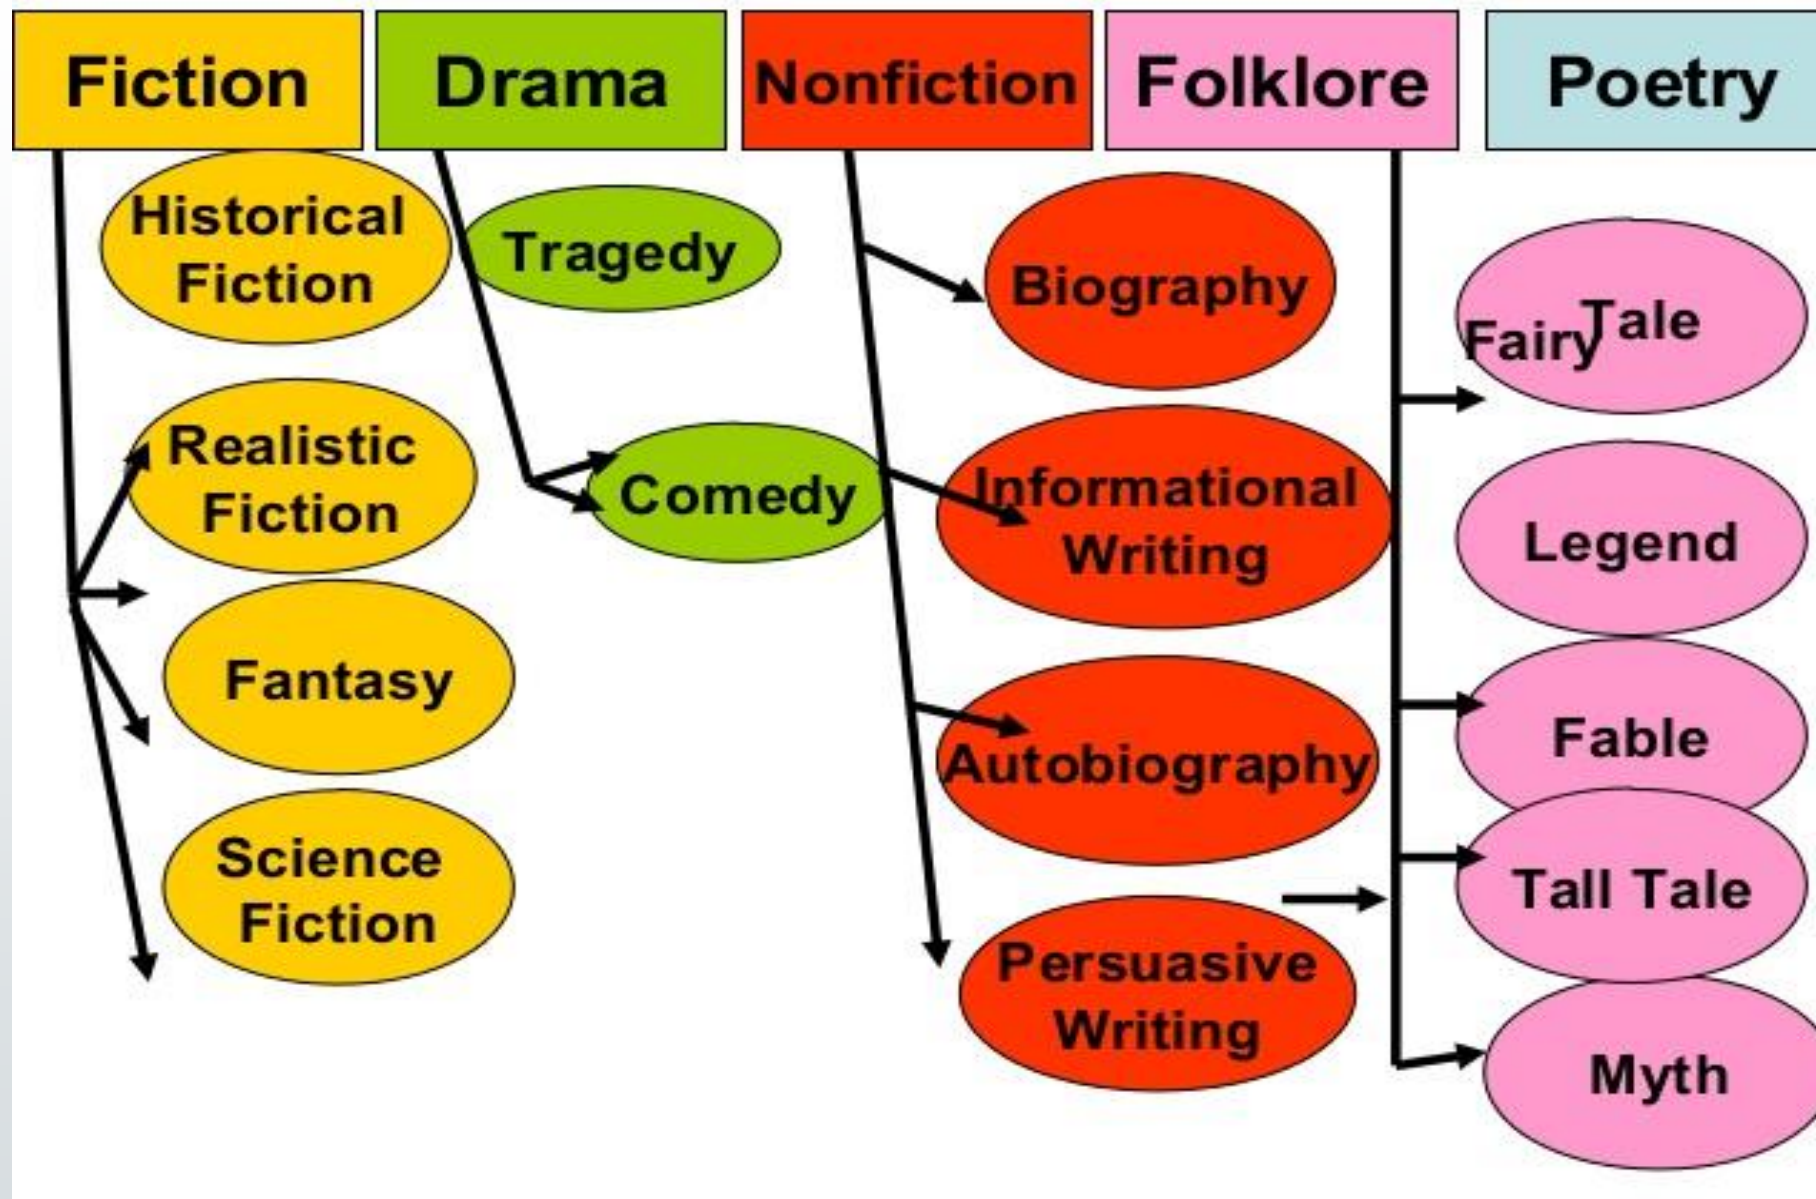 Fiction
Drama
Nonfiction
Folklore
Poetry
Historical
Fiction
Realistic
Fiction
Fantasy
Science
Fiction
Tragedy
Comedy
Biography
Informational
Writing
Autobiography
Persuasive
Writing
Fairy Tale
Legend
Fable
Tall Tale
Myth